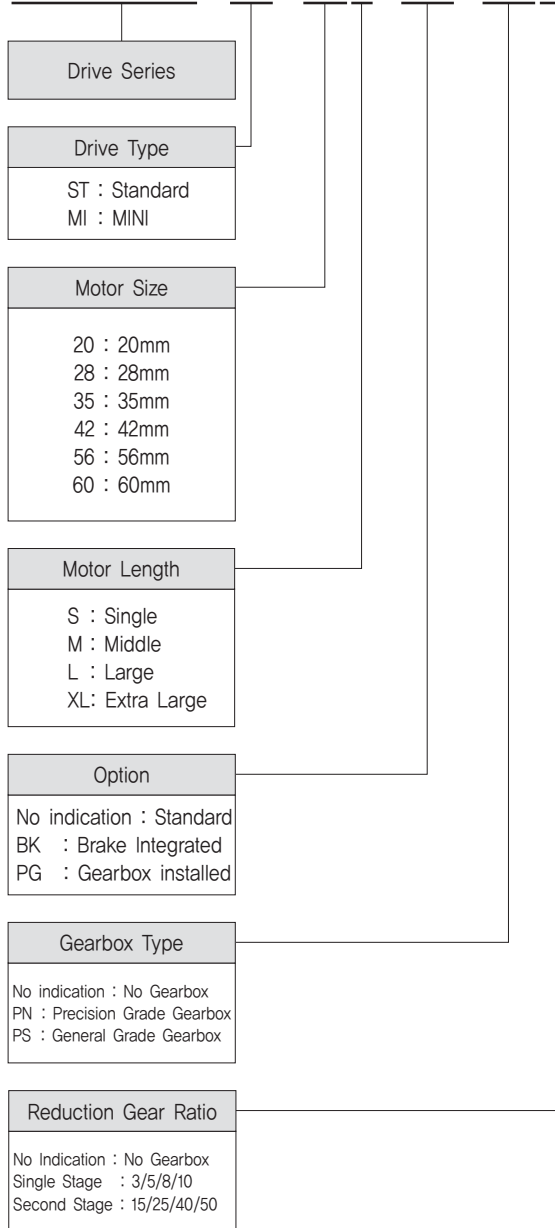 Drive Series
Drive Type
ST : Standard
MI : MINI
Motor Size
20 : 20mm
28 : 28mm
35 : 35mm
42 : 42mm
56 : 56mm
60 : 60mm
Motor Length
S : Single
M : Middle
L : Large
XL: Extra Large
Option
No indication : Standard
BK : Brake Integrated
PG : Gearbox installed
Gearbox Type
No indication : No Gearbox
PN : Precision Grade Gearbox
PS : General Grade Gearbox
Reduction Gear Ratio
No Indication : No Gearbox
Single Stage : 3/5/8/10
Second Stage : 15/25/40/50